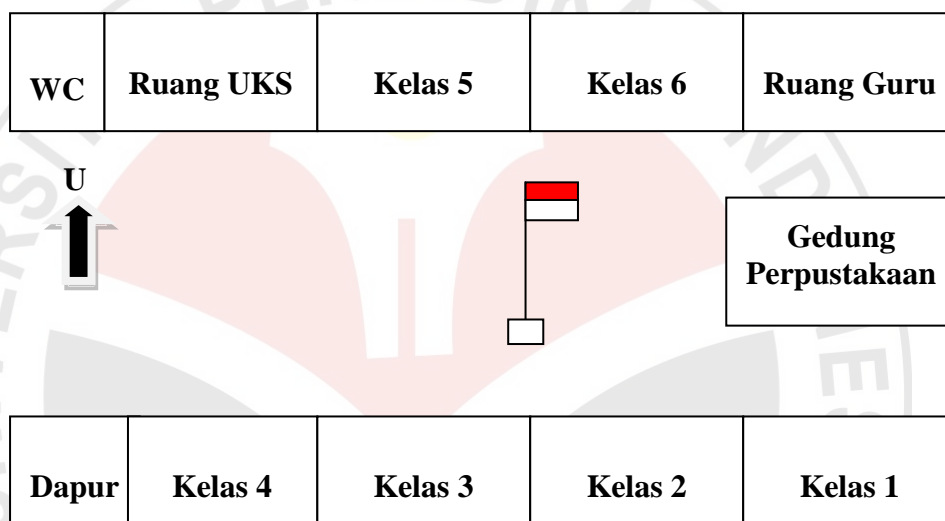 WC
Ruang UKS
Kelas 5
Kelas 6
Ruang Guru
U
Gedung
Perpustakaan
Dapur
Kelas 4
Kelas 3
Kelas 2
Kelas 1